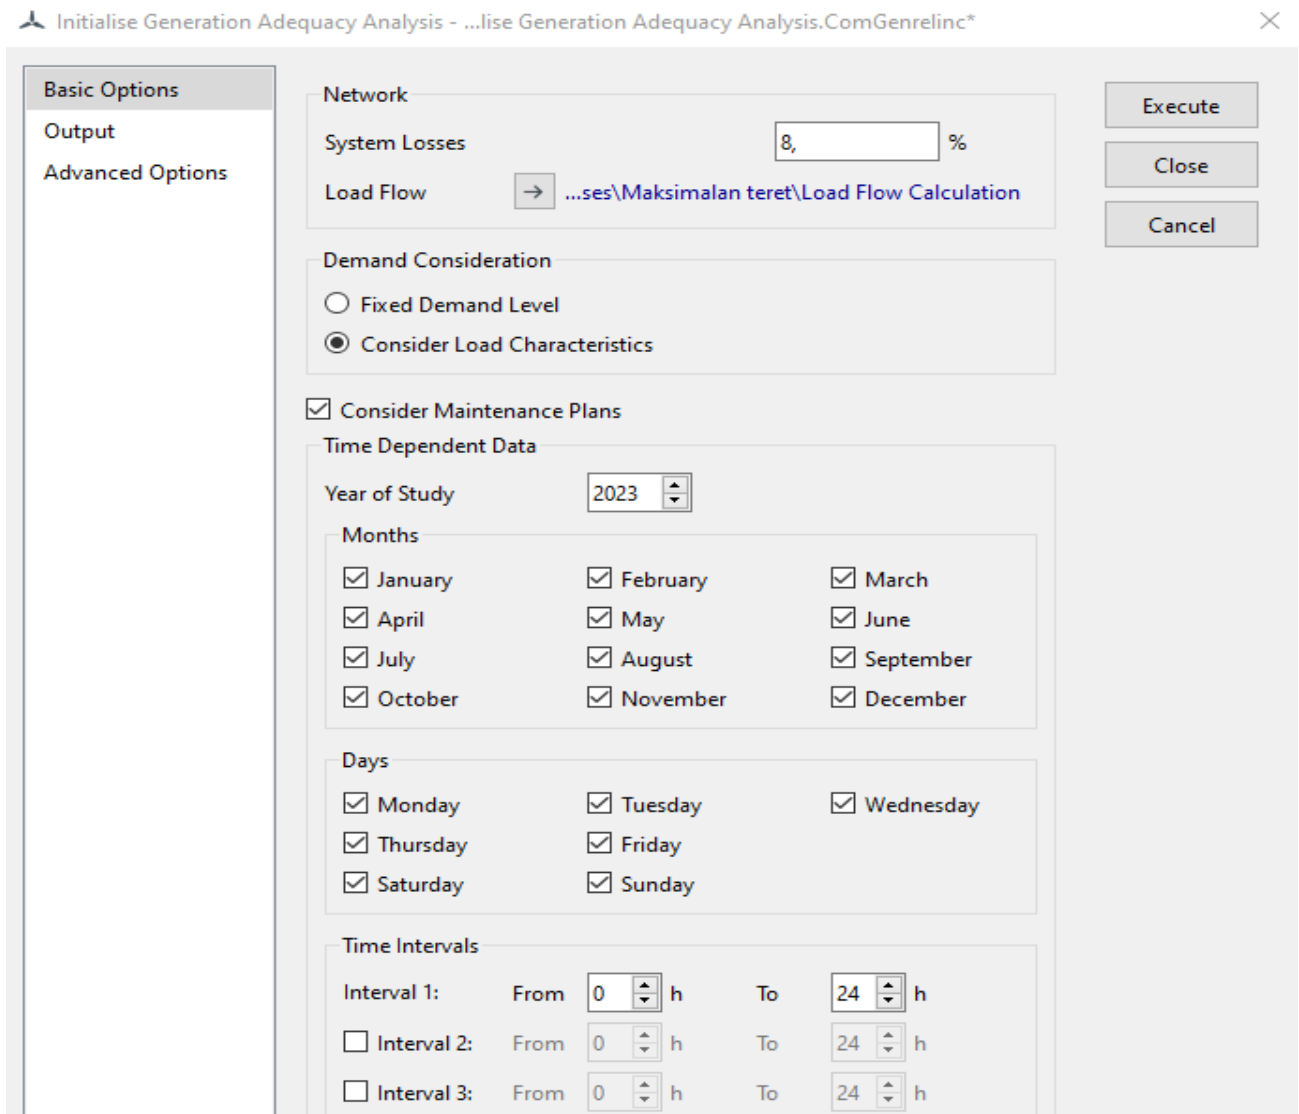 Initialise Generation Adequacy Analysis - ...lise Generation Adequacy Analysis.ComGenrelinc*
Basic Options
Output
Advanced Options
Network
System Losses 8, %
Load Flow ...ses\Maksimalan teret\Load Flow Calculation
Execute
Close
Cancel
Demand Consideration
Fixed Demand Level
Consider Load Characteristics
Consider Maintenance Plans
Time Dependent Data
Year of Study 2023
Months
January February March
April May June
July August September
October November December
Days
Monday Tuesday Wednesday
Thursday Friday
Saturday Sunday
Time Intervals
Interval 1: From 0 h To 24 h
Interval 2: From 0 h To 24 h
Interval 3: From 0 h To 24 h